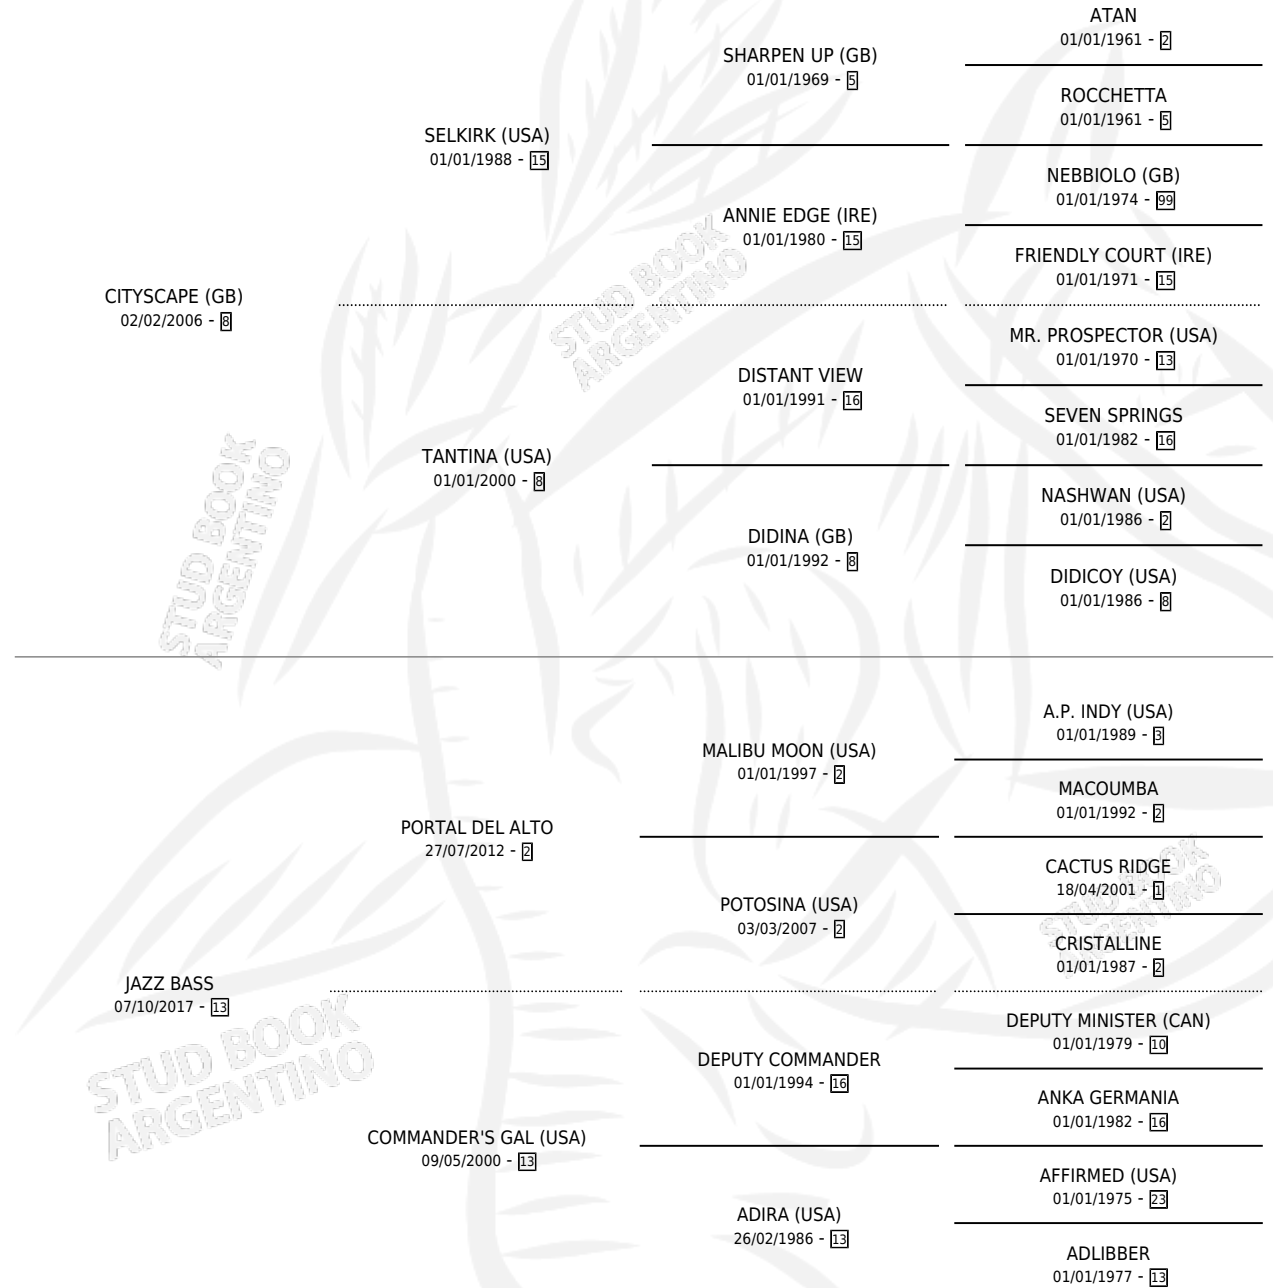 ATAN
01/01/1961 - 2
SHARPEN UP (GB)
01/01/1969 - 5
ROCCHETTA
01/01/1961 - 5
SELKIRK (USA)
01/01/1988 - 15
NEBBIOLO (GB)
01/01/1974 - 99
ANNIE EDGE (IRE)
01/01/1980 - 15
FRIENDLY COURT (IRE)
01/01/1971 - 15
CITYSCAPE (GB)
02/02/2006 - 8
MR. PROSPECTOR (USA)
01/01/1970 - 13
DISTANT VIEW
01/01/1991 - 16
SEVEN SPRINGS
01/01/1982 - 16
TANTINA (USA)
01/01/2000 - 8
NASHWAN (USA)
01/01/1986 - 2
DIDINA (GB)
01/01/1992 - 8
DIDICOY (USA)
01/01/1986 - 8
A.P. INDY (USA)
01/01/1989 - 3
MALIBU MOON (USA)
01/01/1997 - 2
MACOUMBA
01/01/1992 - 2
PORTAL DEL ALTO
27/07/2012 - 2
CACTUS RIDGE
18/04/2001 - 1
POTOSINA (USA)
03/03/2007 - 2
CRISTALLINE
01/01/1987 - 2
JAZZ BASS
07/10/2017 - 13
DEPUTY MINISTER (CAN)
01/01/1979 - 10
DEPUTY COMMANDER
01/01/1994 - 16
ANKA GERMANIA
01/01/1982 - 16
COMMANDER'S GAL (USA)
09/05/2000 - 13
AFFIRMED (USA)
01/01/1975 - 23
ADIRA (USA)
26/02/1986 - 13
ADLIBBER
01/01/1977 - 13
STUD BOOK
ARGENTINO
STUD BOOK
ARGENTINO
STUD BOOK
ARGENTINO
STUD BOOK
ARGENTINO